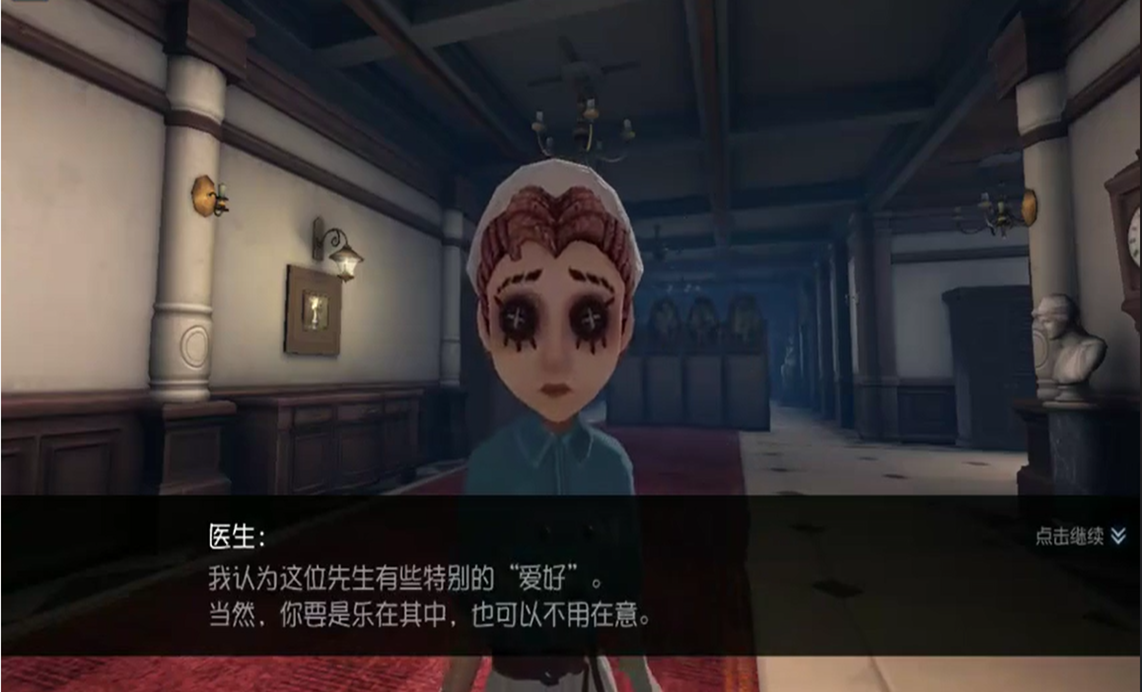 医生：
点击继续
我认为这位先生有些特别的“爱好”。
当然，你要是乐在其中，也可以不用在意。